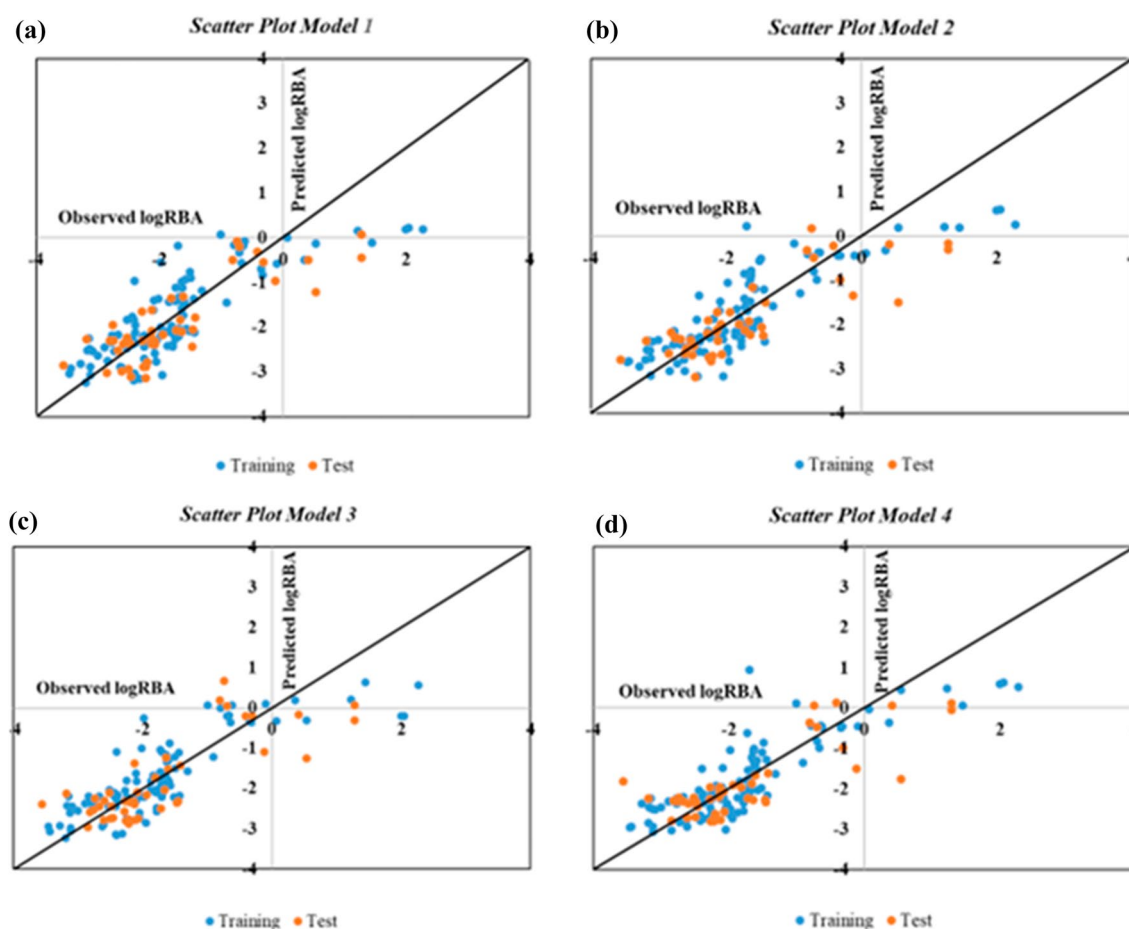 (a)
Scatter Plot Model 1
4
3
2
1
0
-4
-2
0
2
4
-1
-2
-3
-4
Predicted logRBA
Observed logRBA
Training Test
(b)
Scatter Plot Model 2
4
3
2
1
0
-4
-2
0
2
4
-1
-2
-3
-4
Predicted logRBA
Observed logRBA
Training Test
(c)
Scatter Plot Model 3
4
3
2
1
0
-4
-2
0
2
4
-1
-2
-3
-4
Predicted logRBA
Observed logRBA
Training Test
(d)
Scatter Plot Model 4
4
3
2
1
0
-4
-2
0
2
4
-1
-2
-3
-4
Predicted logRBA
Observed logRBA
Training Test